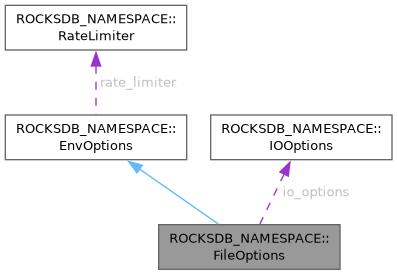 ROCKSDB_NAMESPACE::
RateLimiter
rate_limiter
ROCKSDB_NAMESPACE::
EnvOptions
ROCKSDB_NAMESPACE::
IOOptions
io_options
ROCKSDB_NAMESPACE::
FileOptions